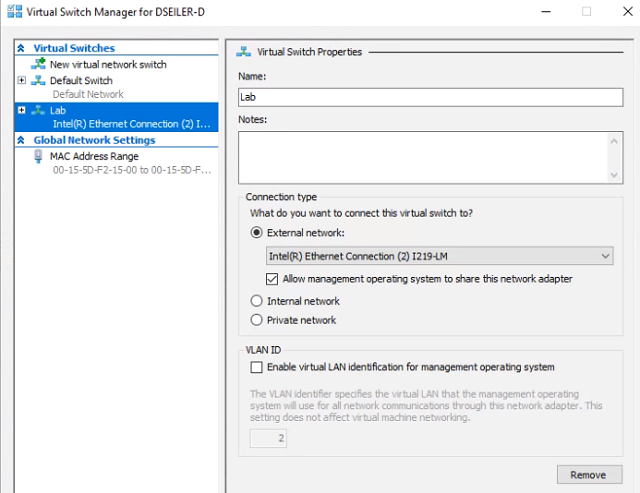 Virtual Switch Manager for DSEILER-D
Virtual Switches
New virtual network switch
Default Switch
Default Network
Lab
Intel(R) Ethernet Connection (2) I...
Global Network Settings
MAC Address Range
00-15-5D-F2-15-00 to 00-15-5D-F...
Virtual Switch Properties
Name:
Lab
Notes:
Connection type
What do you want to connect this virtual switch to?
External network:
Intel(R) Ethernet Connection (2) I219-LM
Allow management operating system to share this network adapter
Internal network
Private network
VLAN ID
Enable virtual LAN identification for management operating system
The VLAN identifier specifies the virtual LAN that the management operating
system will use for all network communications through this network adapter. This
setting does not affect virtual machine networking.
2
Remove